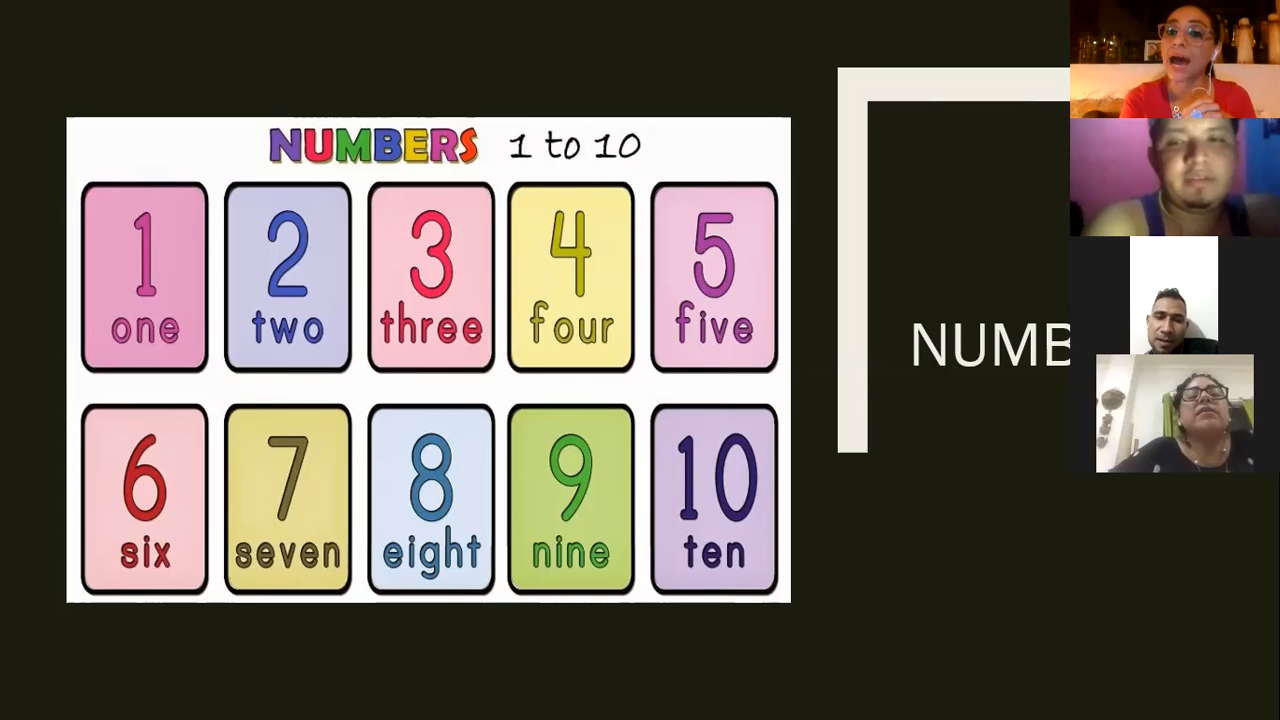 NUMBERS 1 to 10
1 2 3 4 5
one two three four five
6 7 8 9 10
six seven eight nine ten
NUMB